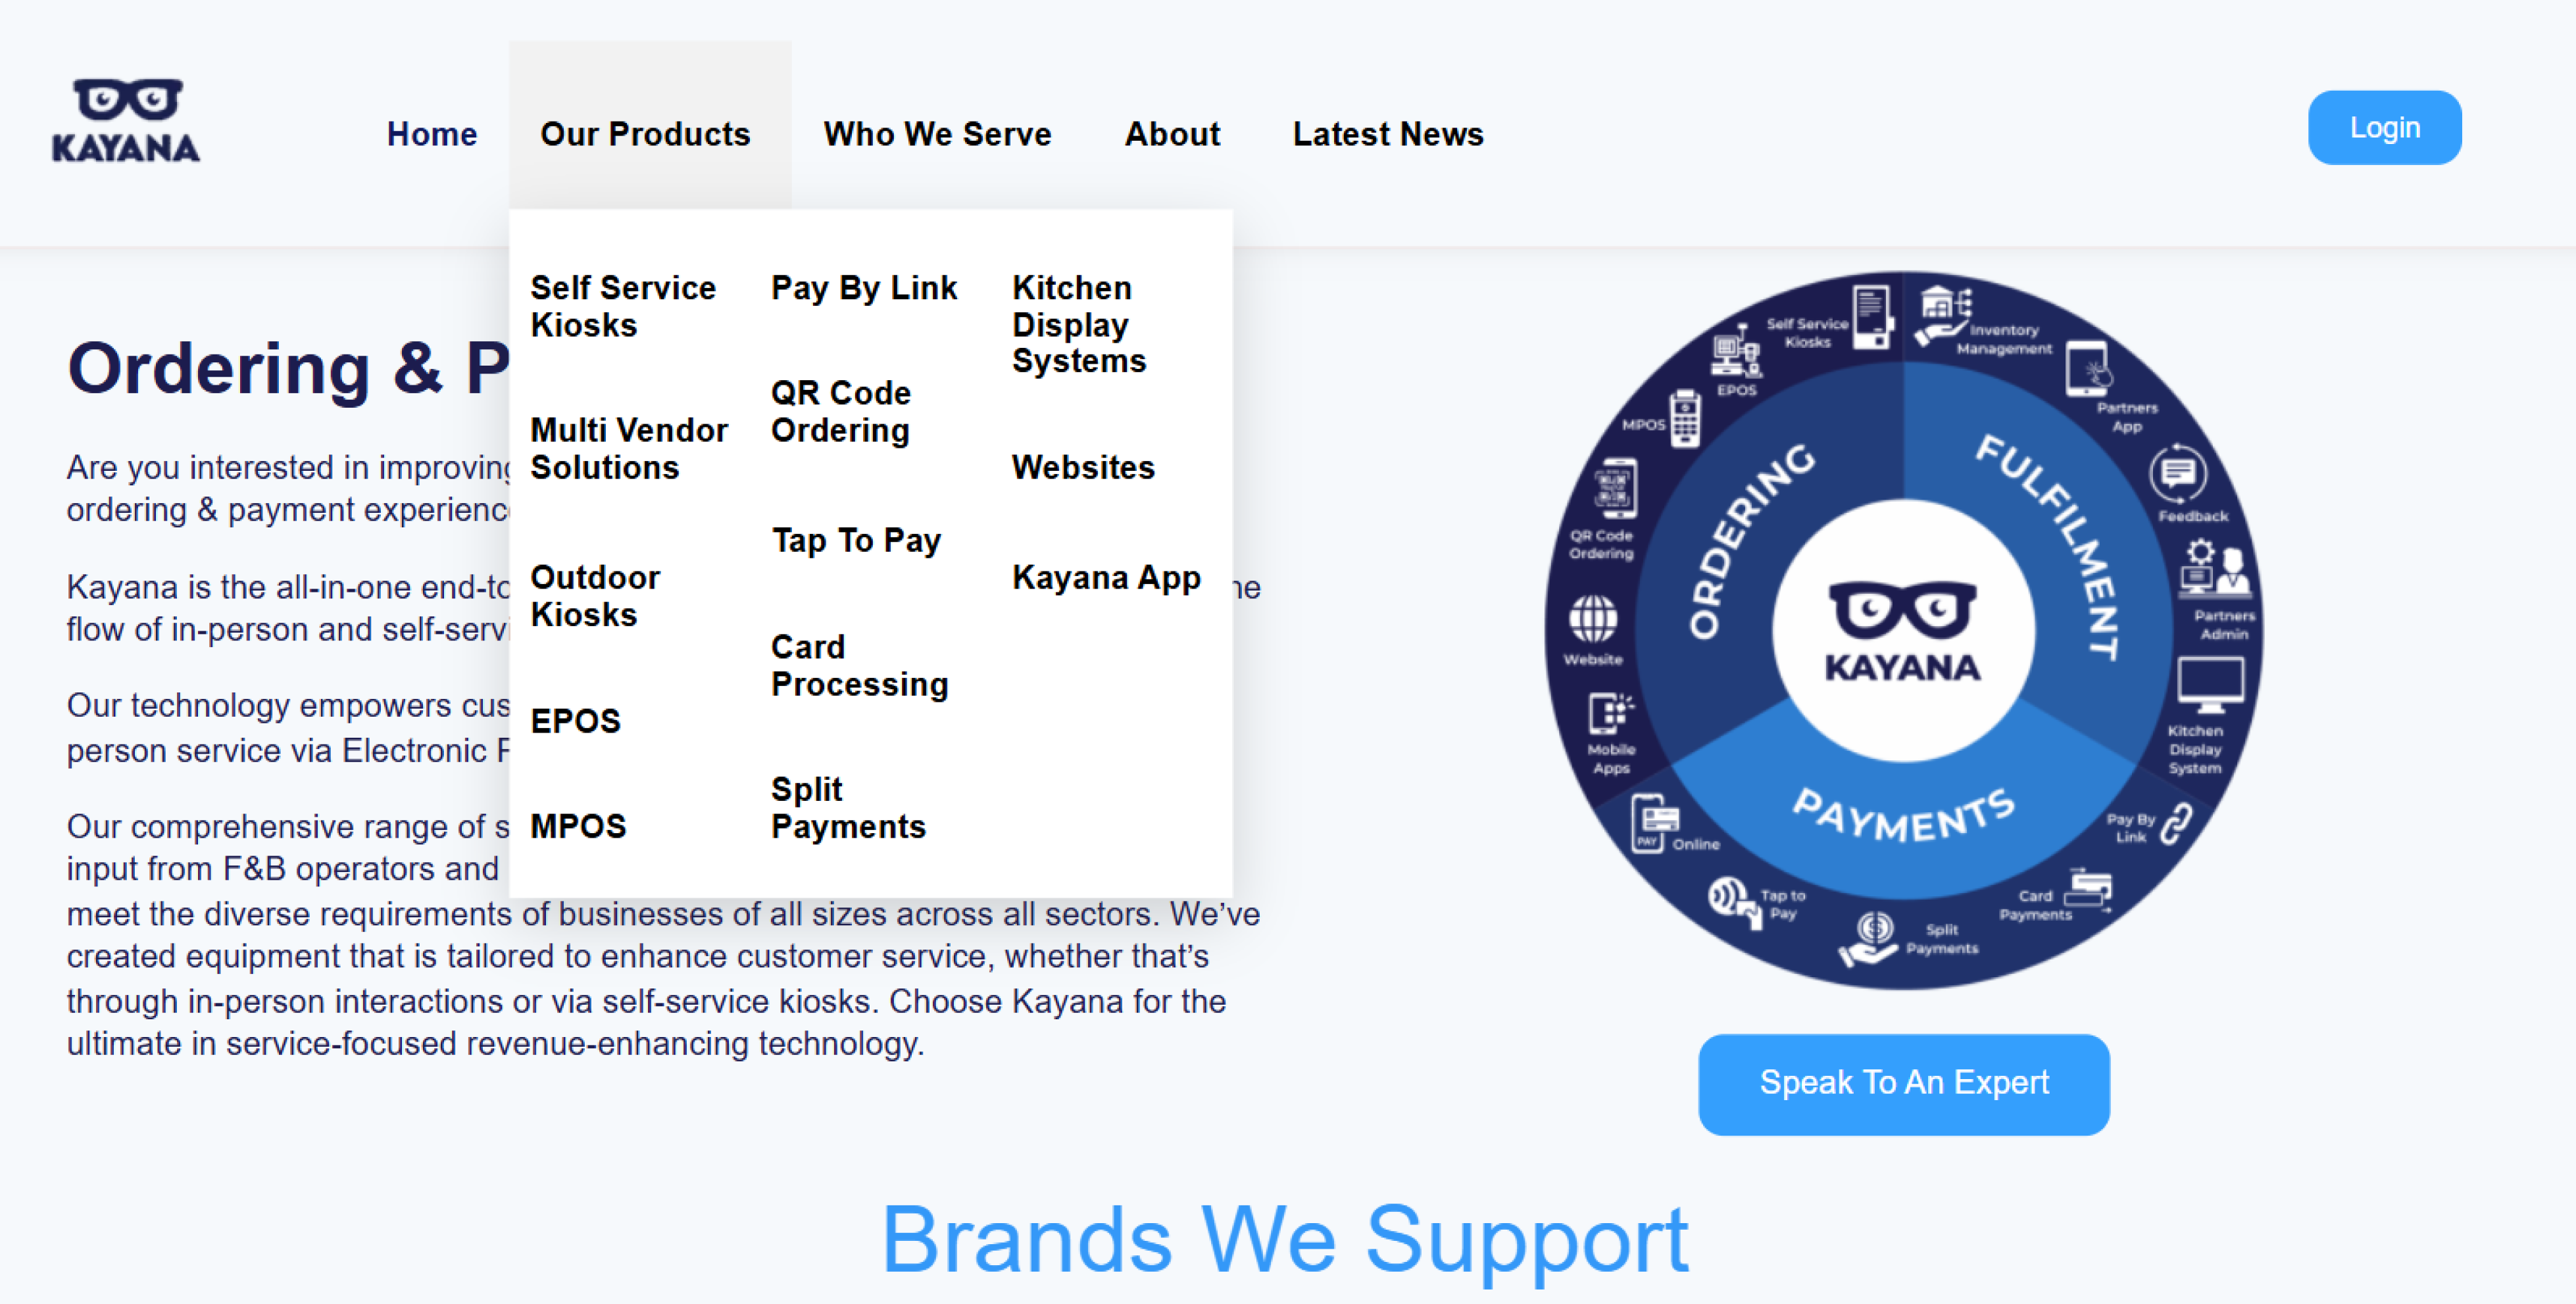 KAYANA
Home
Our Products
Who We Serve
About
Latest News
Login
Self Service
Kiosks
Multi Vendor
Solutions
Outdoor
Kiosks
EPOS
MPOS
Pay By Link
QR Code
Ordering
Tap To Pay
Card
Processing
Split
Payments
Kitchen
Display
Systems
Websites
Kayana App
Ordering &
Are you interested in improving
ordering & payment
Kayana is the all-in-one
flow of in-person and
Our technology empowers
person service via Electronic
Our comprehensive range of
input from F&B operators and
meet the diverse requirements of businesses of all sizes across all sectors. We've
created equipment that is tailored to enhance customer service, whether that's
through in-person interactions or via self-service kiosks. Choose Kayana for the
ultimate in service-focused revenue-enhancing technology.
ORDERING
Self Service
Kiosks
EPOS
MPOS
QR Code
Ordering
Website
Mobile
Apps
FULFILMENT
Inventory
Management
Partners
App
Feedback
Partners
Admin
Kitchen
Display
System
PAYMENTS
Pay By
Link
Card
Payments
Split
Payments
Tap to
Pay
PAY
Online
KAYANA
Speak To An Expert
Brands We Support